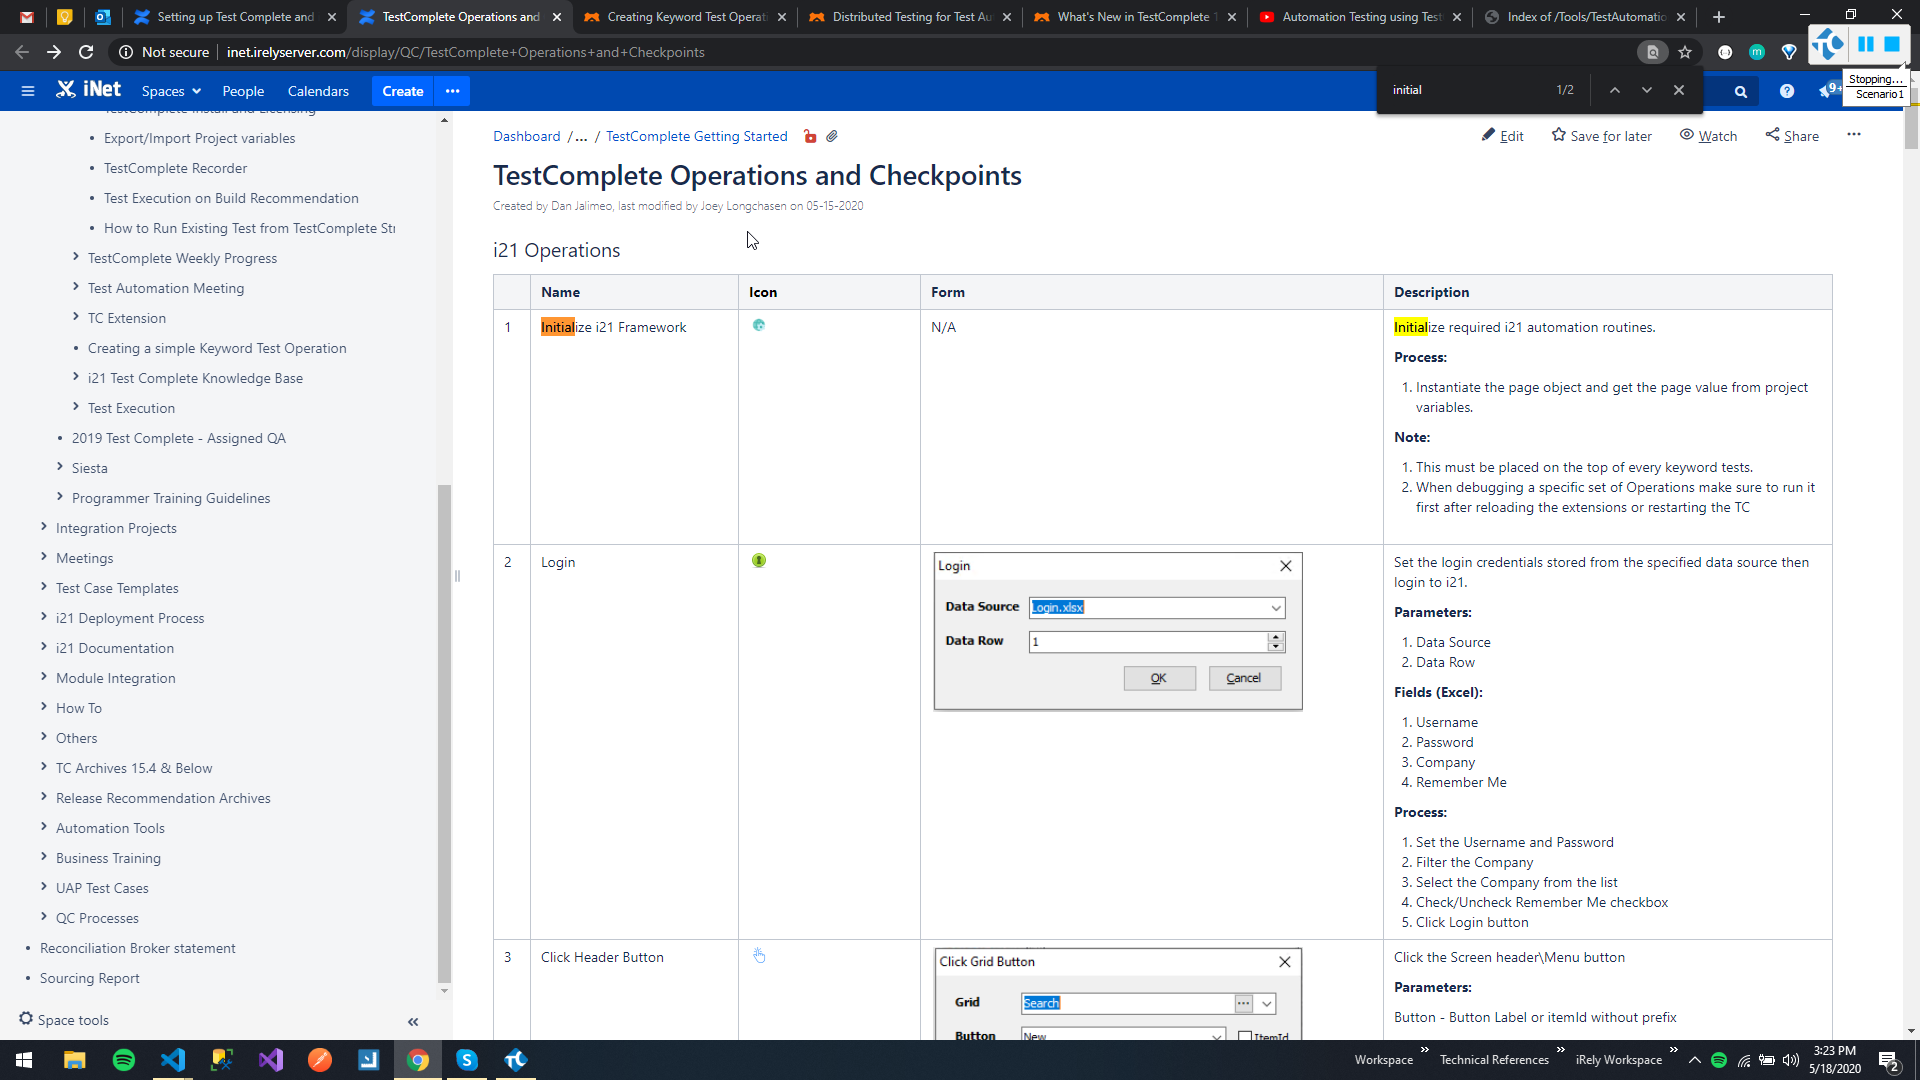 Setting up Test Complete and
TestComplete Operations and
Creating Keyword Test Operati
Distributed Testing for Test Au
What's New in TestComplete 1
Automation Testing using Test
Index of /Tools/TestAutomatio
Not secure
inet.irelyserver.com/display/QC/TestComplete+Operations+and+Checkpoints
Stopping...
Scenario1
iNet
Spaces
People
Calendars
Create
initial
1/2
9+
TestComplete Install and Licensing
Export/Import Project variables
TestComplete Recorder
Test Execution on Build Recommendation
How to Run Existing Test from TestComplete Str
TestComplete Weekly Progress
Test Automation Meeting
TC Extension
Creating a simple Keyword Test Operation
i21 Test Complete Knowledge Base
Test Execution
2019 Test Complete - Assigned QA
Siesta
Programmer Training Guidelines
Integration Projects
Meetings
Test Case Templates
i21 Deployment Process
i21 Documentation
Module Integration
How To
Others
TC Archives 15.4 & Below
Release Recommendation Archives
Automation Tools
Business Training
UAP Test Cases
QC Processes
Reconciliation Broker statement
Sourcing Report
Space tools
Dashboard /... / TestComplete Getting Started
Edit
Save for later
Watch
Share
TestComplete Operations and Checkpoints
Created by Dan Jalimeo, last modified by Joey Longchasen on 05-15-2020
i21 Operations
Name
Icon
Form
Description
1
Initialize i21 Framework
N/A
Initialize required i21 automation routines.
Process:
1. Instantiate the page object and get the page value from project
variables.
Note:
1. This must be placed on the top of every keyword tests.
2. When debugging a specific set of Operations make sure to run it
first after reloading the extensions or restarting the TC
2
Login
Login
Data Source
Login.xlsx
Data Row
1
OK
Cancel
Set the login credentials stored from the specified data source then
login to i21.
Parameters:
1. Data Source
2. Data Row
Fields (Excel):
1. Username
2. Password
3. Company
4. Remember Me
Process:
1. Set the Username and Password
2. Filter the Company
3. Select the Company from the list
4. Check/Uncheck Remember Me checkbox
5. Click Login button
3
Click Header Button
Click Grid Button
Grid
Search
Button
New
ItemId
Click the Screen header\Menu button
Parameters:
Button - Button Label or itemId without prefix
Workspace
Technical References
iRely Workspace
3:23 PM
5/18/2020
2